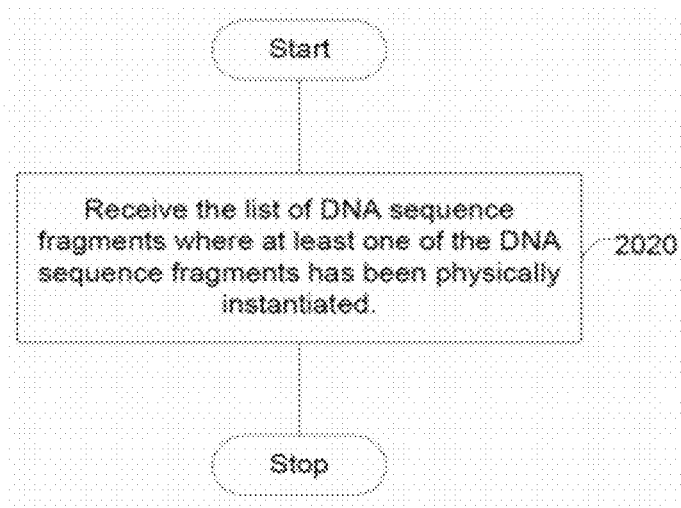 Start
Receive the list of DNA sequence
fragments where at least one of the DNA
sequence fragments has been physically
instantiated.
2020
Stop